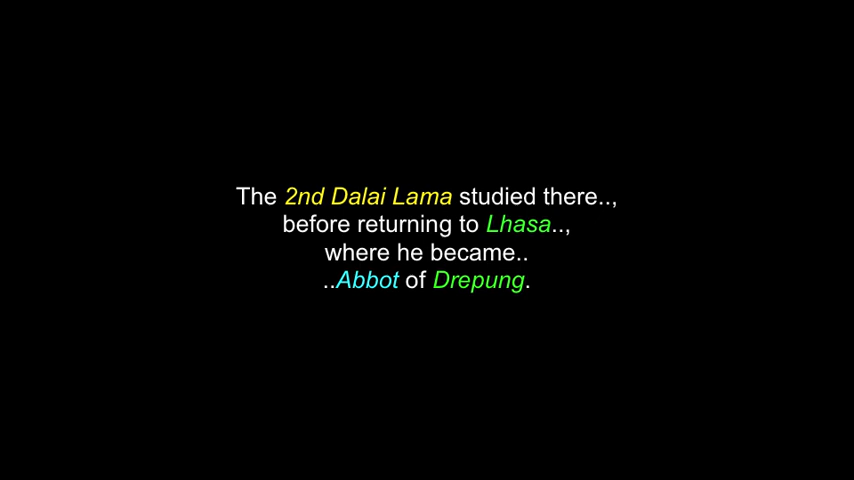 The 2nd Dalai Lama studied there..,
before returning to Lhasa..,
where he became..
..Abbot of Drepung.